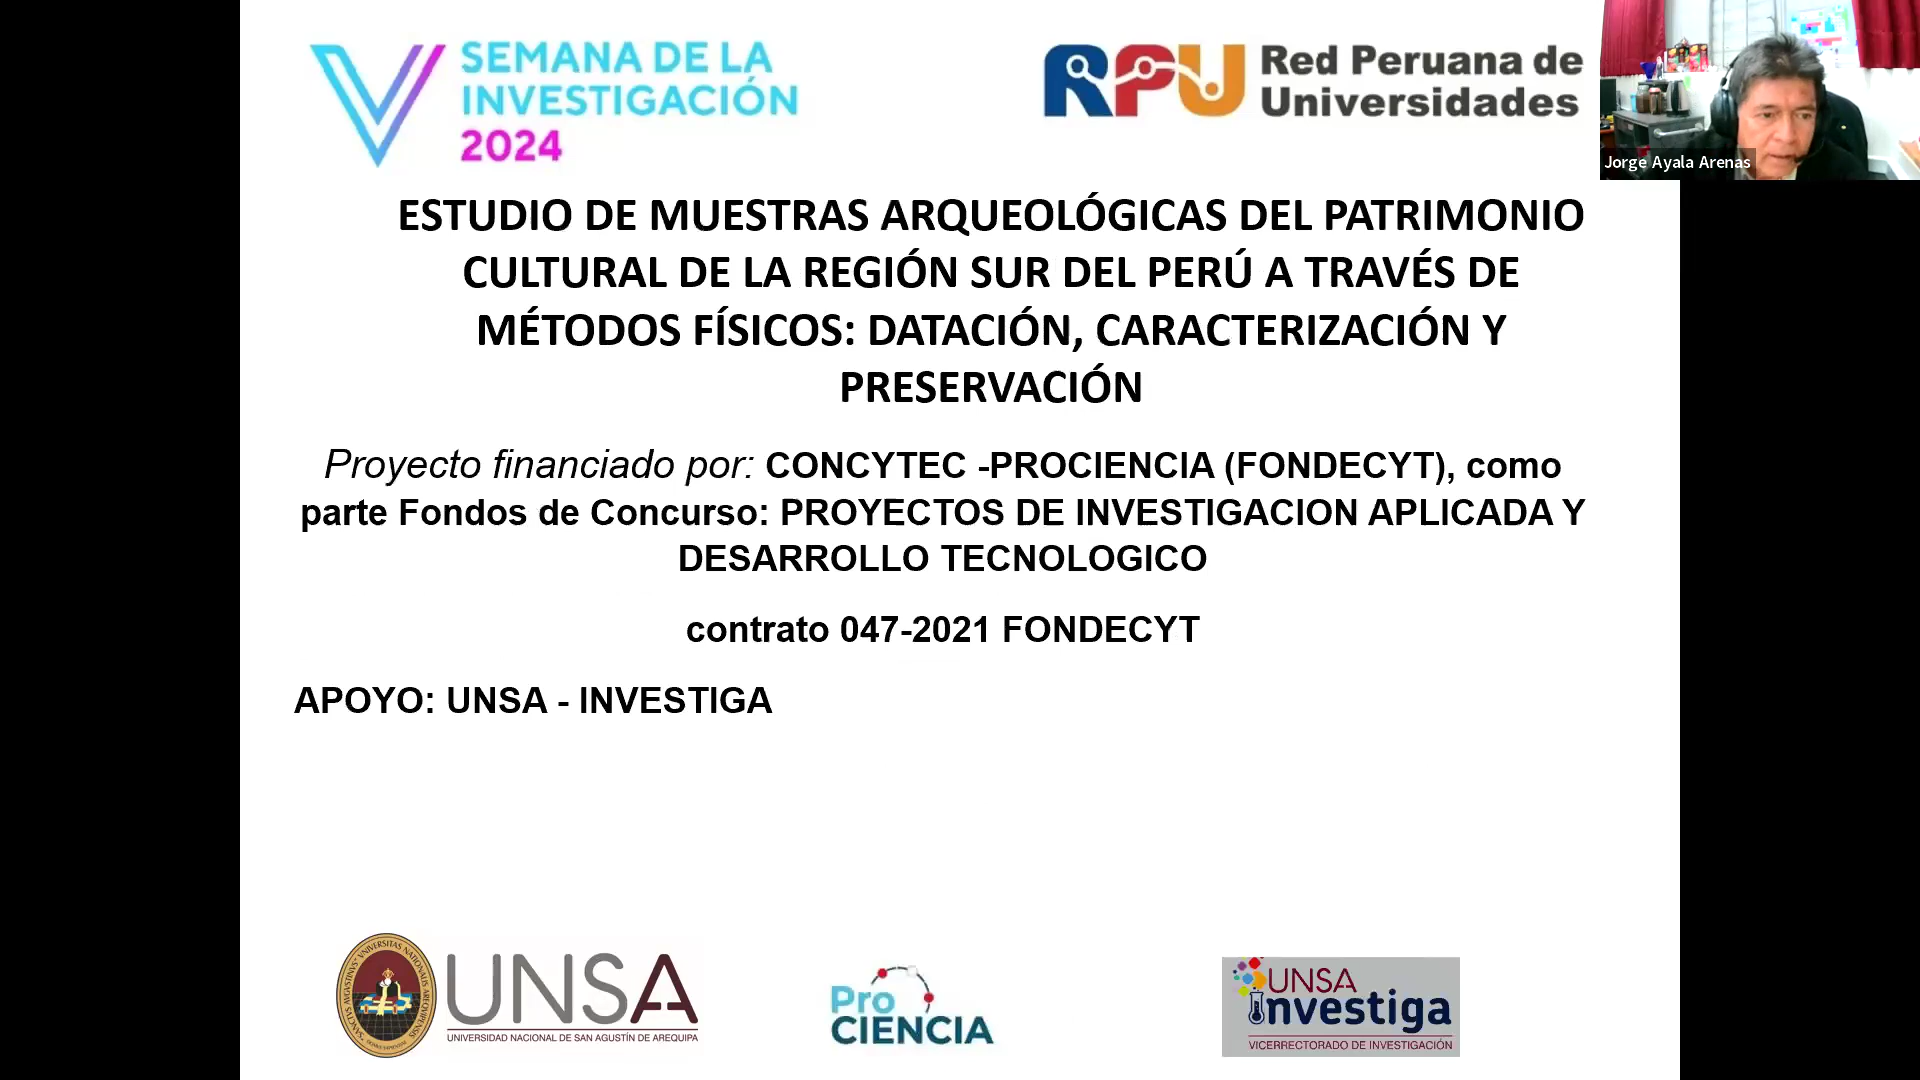 SEMANA DE LA
INVESTIGACIÓN
2024
RPU
Red Peruana de
Universidades
Jorge Ayala Arenas
ESTUDIO DE MUESTRAS ARQUEOLÓGICAS DEL PATRIMONIO
CULTURAL DE LA REGIÓN SUR DEL PERÚ A TRAVÉS DE
MÉTODOS FÍSICOS: DATACIÓN, CARACTERIZACIÓN Y
PRESERVACIÓN
Proyecto financiado por: CONCYTEC -PROCIENCIA (FONDECYT), como
parte Fondos de Concurso: PROYECTOS DE INVESTIGACION APLICADA Y
DESARROLLO TECNOLOGICO
contrato 047-2021 FONDECYT
APOYO: UNSA - INVESTIGA
UNSA
UNIVERSIDAD NACIONAL DE SAN AGUSTÍN DE AREQUIPA
Pro
CIENCIA
UNSA
Investiga
VICERRECTORADO DE INVESTIGACIÓN